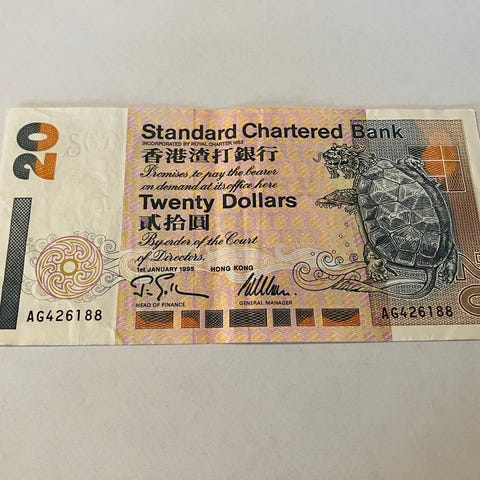 20
Standard Chartered Bank
INCORPORATED BY ROYAL CHARTER 1853
香港渣打銀行
Promises to pay the bearer
on demand at its office here
Twenty Dollars
貳拾圓
By order of the Court
of Directors.
1st JANUARY 1995 HONG KONG
HEAD OF FINANCE GENERAL MANAGER
AG426188 AG426188